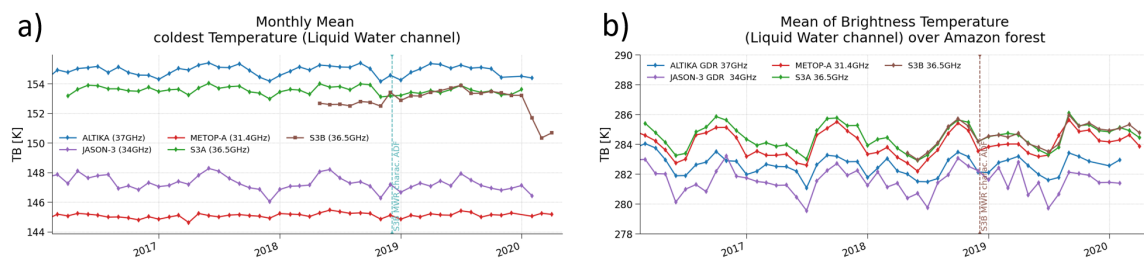 a)
Monthly Mean
coldest Temperature (Liquid Water channel)
TB [K]
154
152
150
148
146
144
ALTIKA (37GHz)
JASON-3 (34GHz)
METOP-A (31.4GHz)
S3A (36.5GHz)
S3B (36.5GHz)
S3B MWR charac. ADF
2017
2018
2019
2020
b)
Mean of Brightness Temperature
(Liquid Water channel) over Amazon forest
TB [K]
290
288
286
284
282
280
278
ALTIKA GDR 37GHz
JASON-3 GDR 34GHz
METOP-A 31.4GHz
S3A 36.5GHz
S3B 36.5GHz
S3B MWR charac. ADF
2017
2018
2019
2020